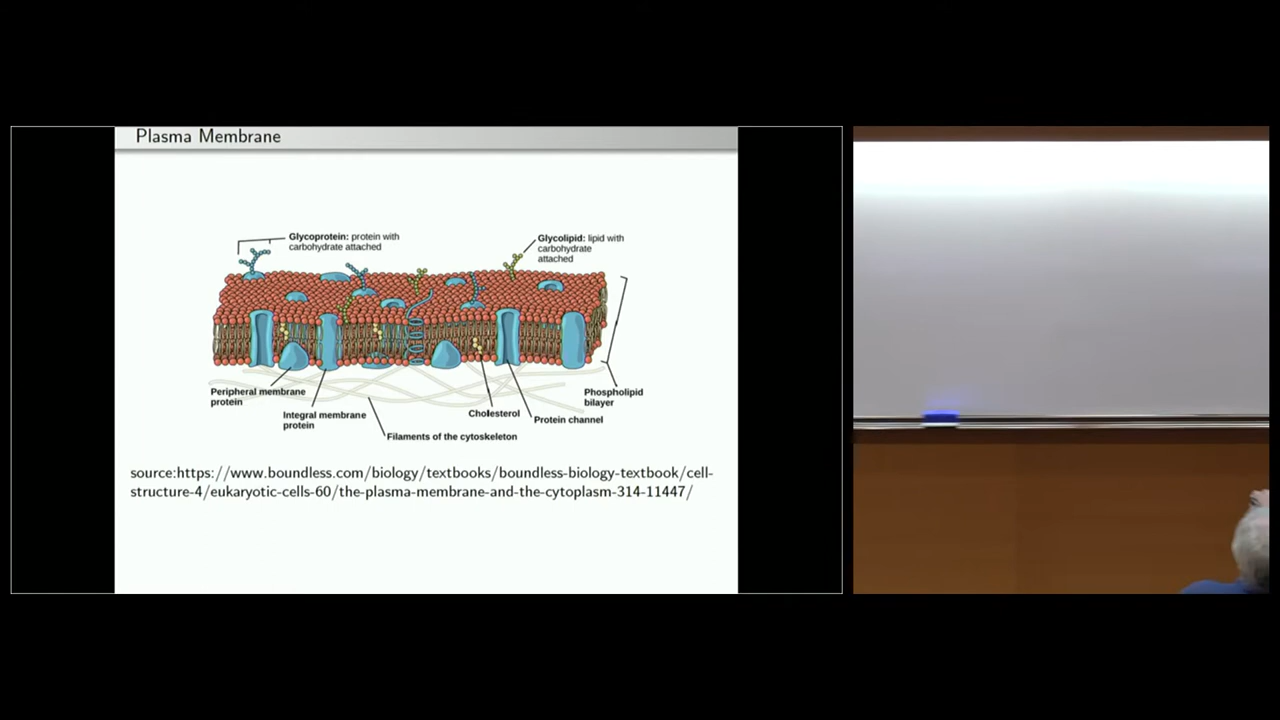 Plasma Membrane
Glycoprotein: protein with
carbohydrate attached
Glycolipid: lipid with
carbohydrate
attached
Peripheral membrane
protein
Integral membrane
protein
Filaments of the cytoskeleton
Cholesterol
Protein channel
Phospholipid
bilayer
source:https://www.boundless.com/biology/textbooks/boundless-biology-textbook/cell-
structure-4/eukaryotic-cells-60/the-plasma-membrane-and-the-cytoplasm-314-11447/